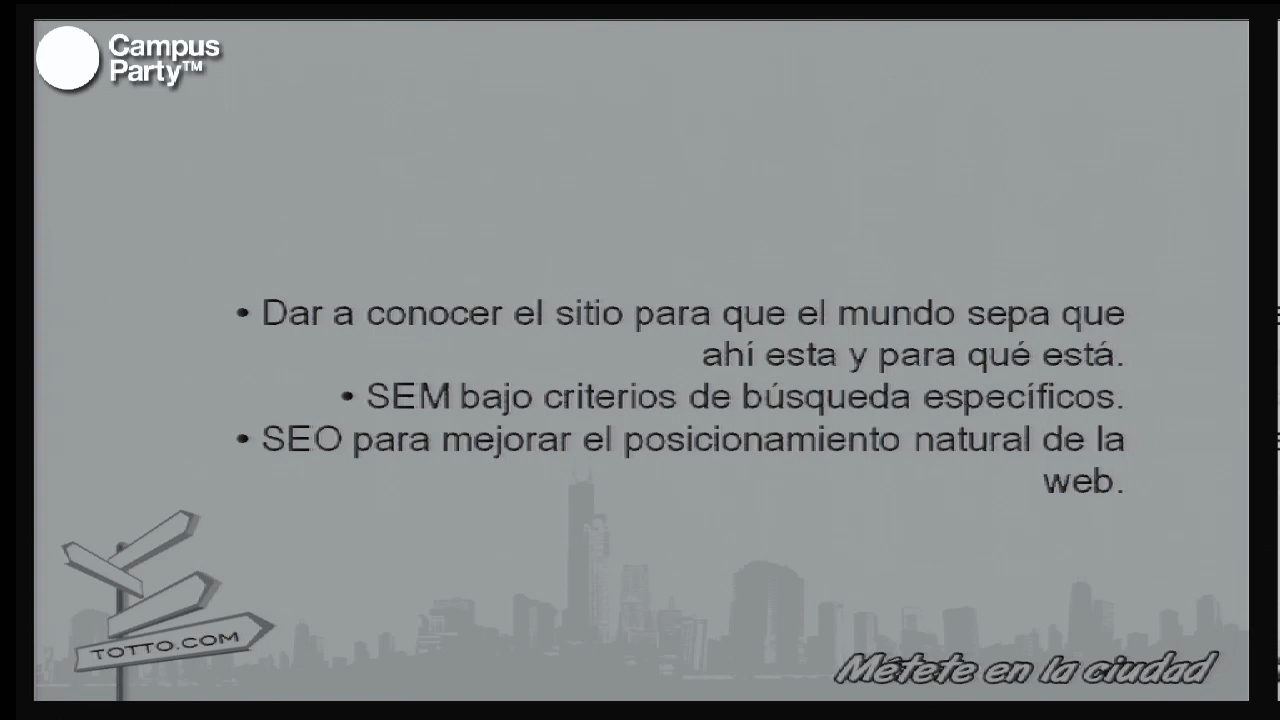 Campus
Party™
• Dar a conocer el sitio para que el mundo sepa que
ahí esta y para qué está.
• SEM bajo criterios de búsqueda específicos.
• SEO para mejorar el posicionamiento natural de la
web.
TOTTO.COM
Métete en la ciudad